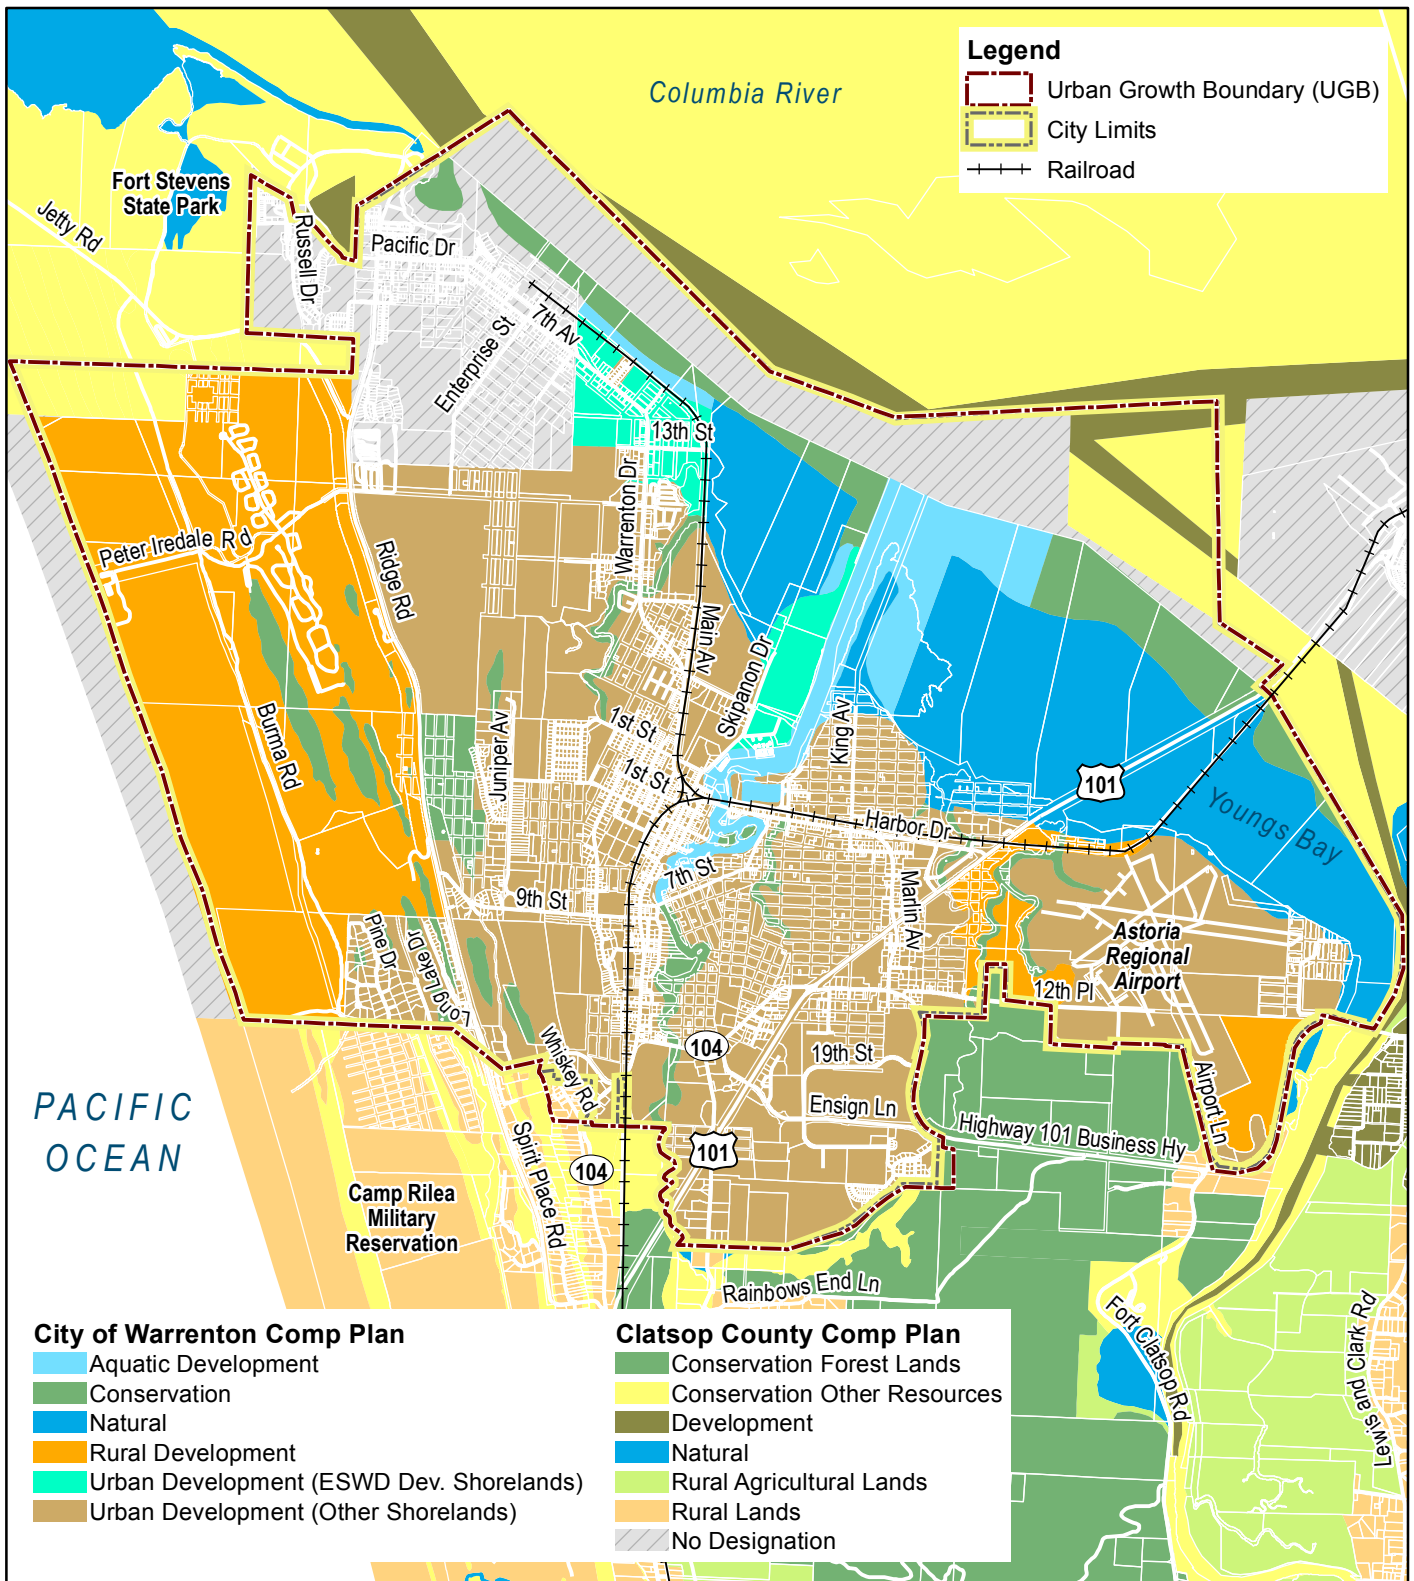 Legend
Urban Growth Boundary (UGB)
City Limits
Railroad
Columbia River
Fort Stevens
State Park
Jetty Rd
Russell Dr
Pacific Dr
7th Av
Enterprise St
13th St
Warrenton Dr
Peter Iredale Rd
Ridge Rd
Main Av
Skipanon Dr
King Av
Burma Rd
Juniper Av
1st St
1st St
101
Youngs Bay
Harbor Dr
7th St
9th St
Marlin Av
Pine Dr
Long Lake Dr
Astoria
Regional
Airport
12th Pl
Whiskey Rd
104
19th St
Ensign Ln
Airport Ln
Highway 101 Business Hy
PACIFIC
OCEAN
101
Spirit Place Rd
104
Camp Rilea
Military
Reservation
Rainbows End Ln
Fort Clatsop Rd
Lewis and Clark Rd
City of Warrenton Comp Plan
Aquatic Development
Conservation
Natural
Rural Development
Urban Development (ESWD Dev. Shorelands)
Urban Development (Other Shorelands)
Clatsop County Comp Plan
Conservation Forest Lands
Conservation Other Resources
Development
Natural
Rural Agricultural Lands
Rural Lands
No Designation